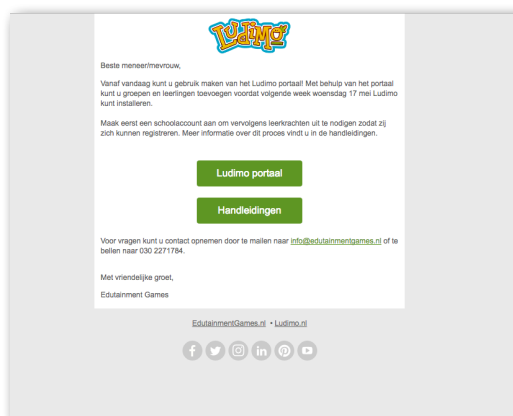 LUDIMO
Beste meneer/mevrouw,
Vanaf vandaag kunt u gebruik maken van het Ludimo portaal! Met behulp van het portaal
kunt u groepen en leerlingen toevoegen voordat volgende week woensdag 17 mei Ludimo
kunt installeren.
Maak eerst een schoolaccount aan om vervolgens leerkrachten uit te nodigen zodat zij
zich kunnen registreren. Meer informatie over dit proces vindt u in de handleidingen.
Ludimo portaal
Handleidingen
Voor vragen kunt u contact opnemen door te mailen naar info@edutainmentgames.nl of te
bellen naar 030 2271784.
Met vriendelijke groet,
Edutainment Games
EdutainmentGames.nl • Ludimo.nl